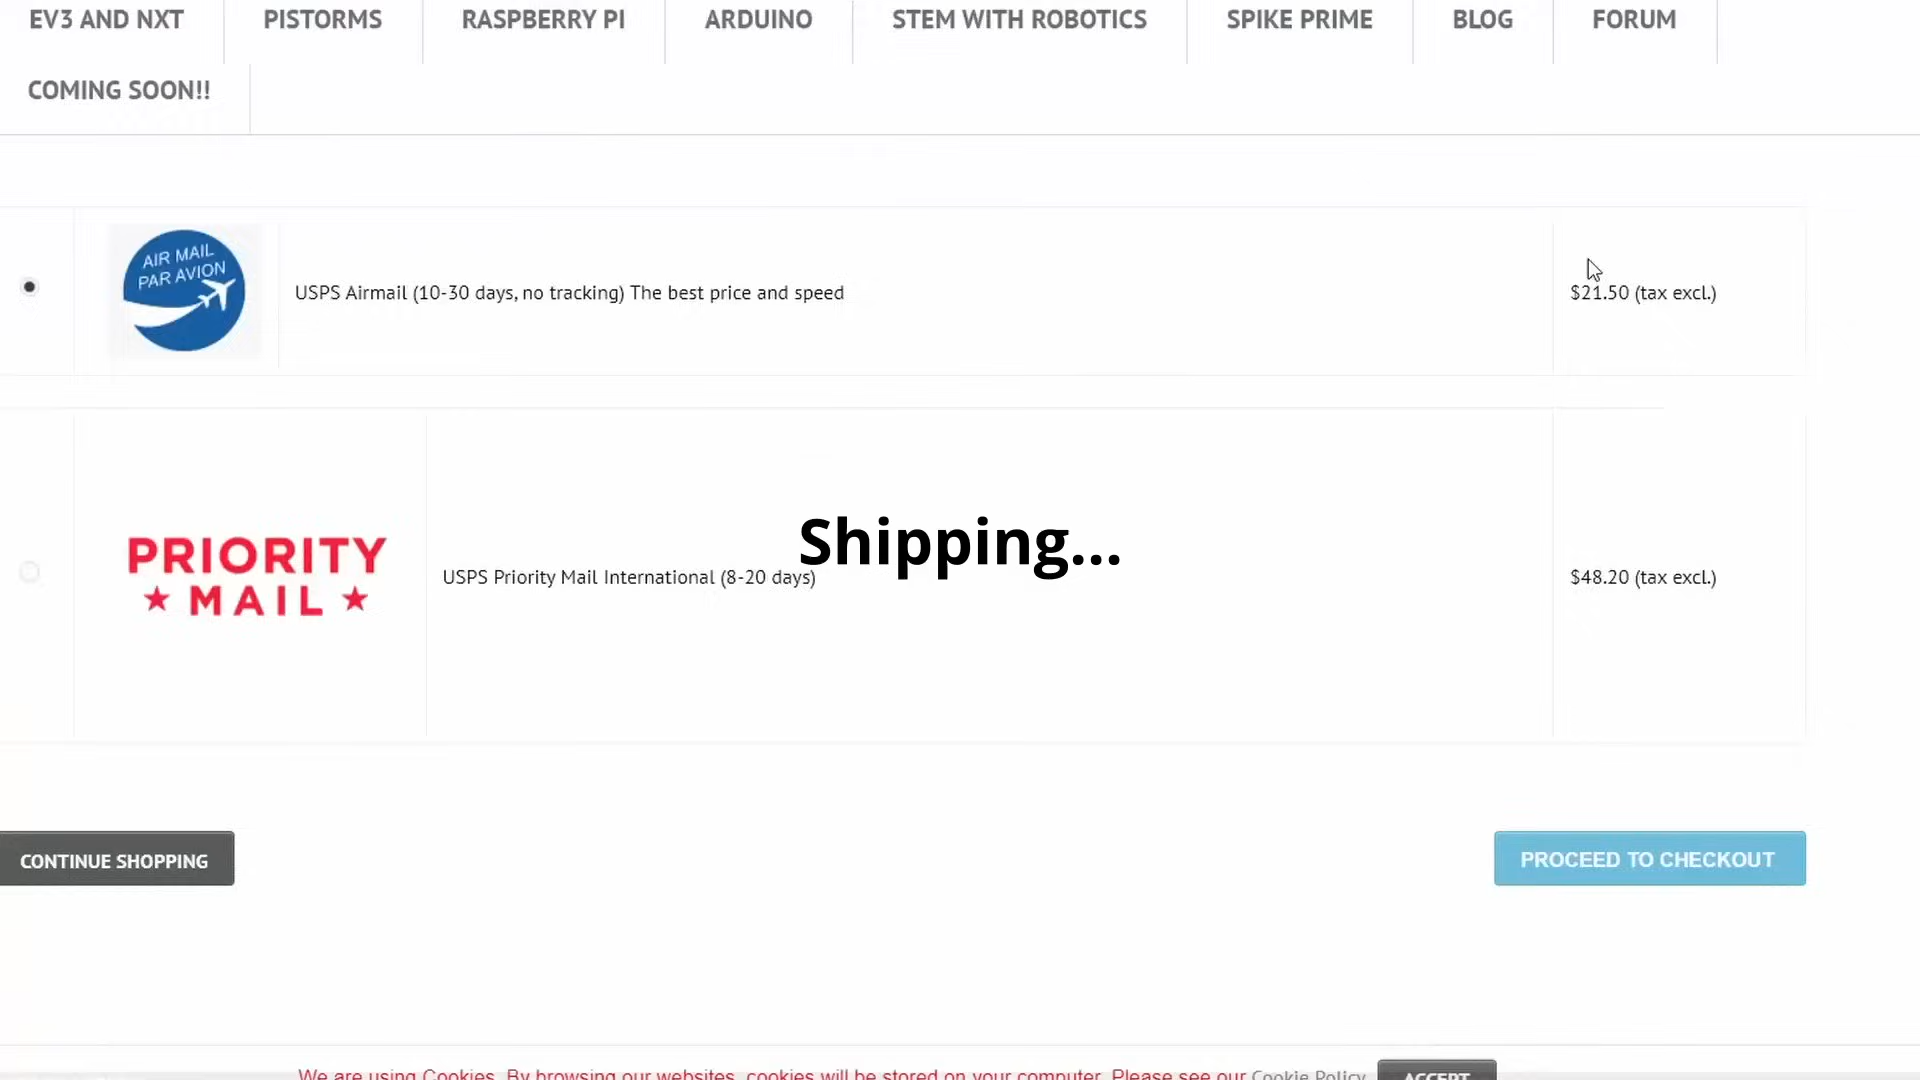 EV3 AND NXT PISTORMS RASPBERRY PI ARDUINO STEM WITH ROBOTICS SPIKE PRIME BLOG FORUM
COMING SOON!!
AIR MAIL
PAR AVION
USPS Airmail (10-30 days, no tracking) The best price and speed
$21.50 (tax excl.)
Shipping...
PRIORITY
MAIL
USPS Priority Mail International (8-20 days)
$48.20 (tax excl.)
CONTINUE SHOPPING
PROCEED TO CHECKOUT
We are using Cookies. By browsing our websites, cookies will be stored on your computer. Please see our Cookie Policy
ACCEPT